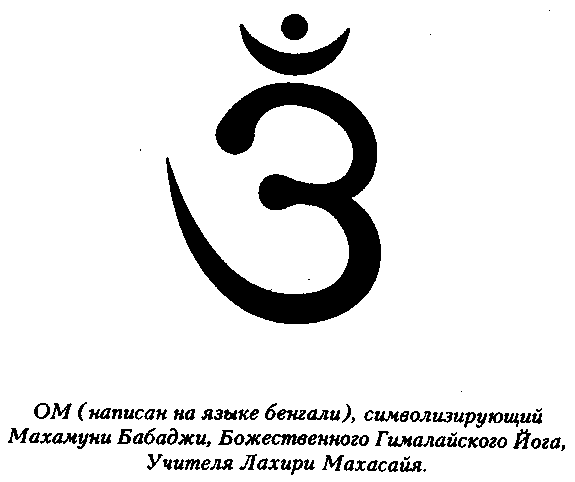 ওঁ
ОМ (написан на языке бенгали), символизирующий
Махамуни Бабаджи, Божественного Гималайского Йога,
Учителя Лахири Махасайя.